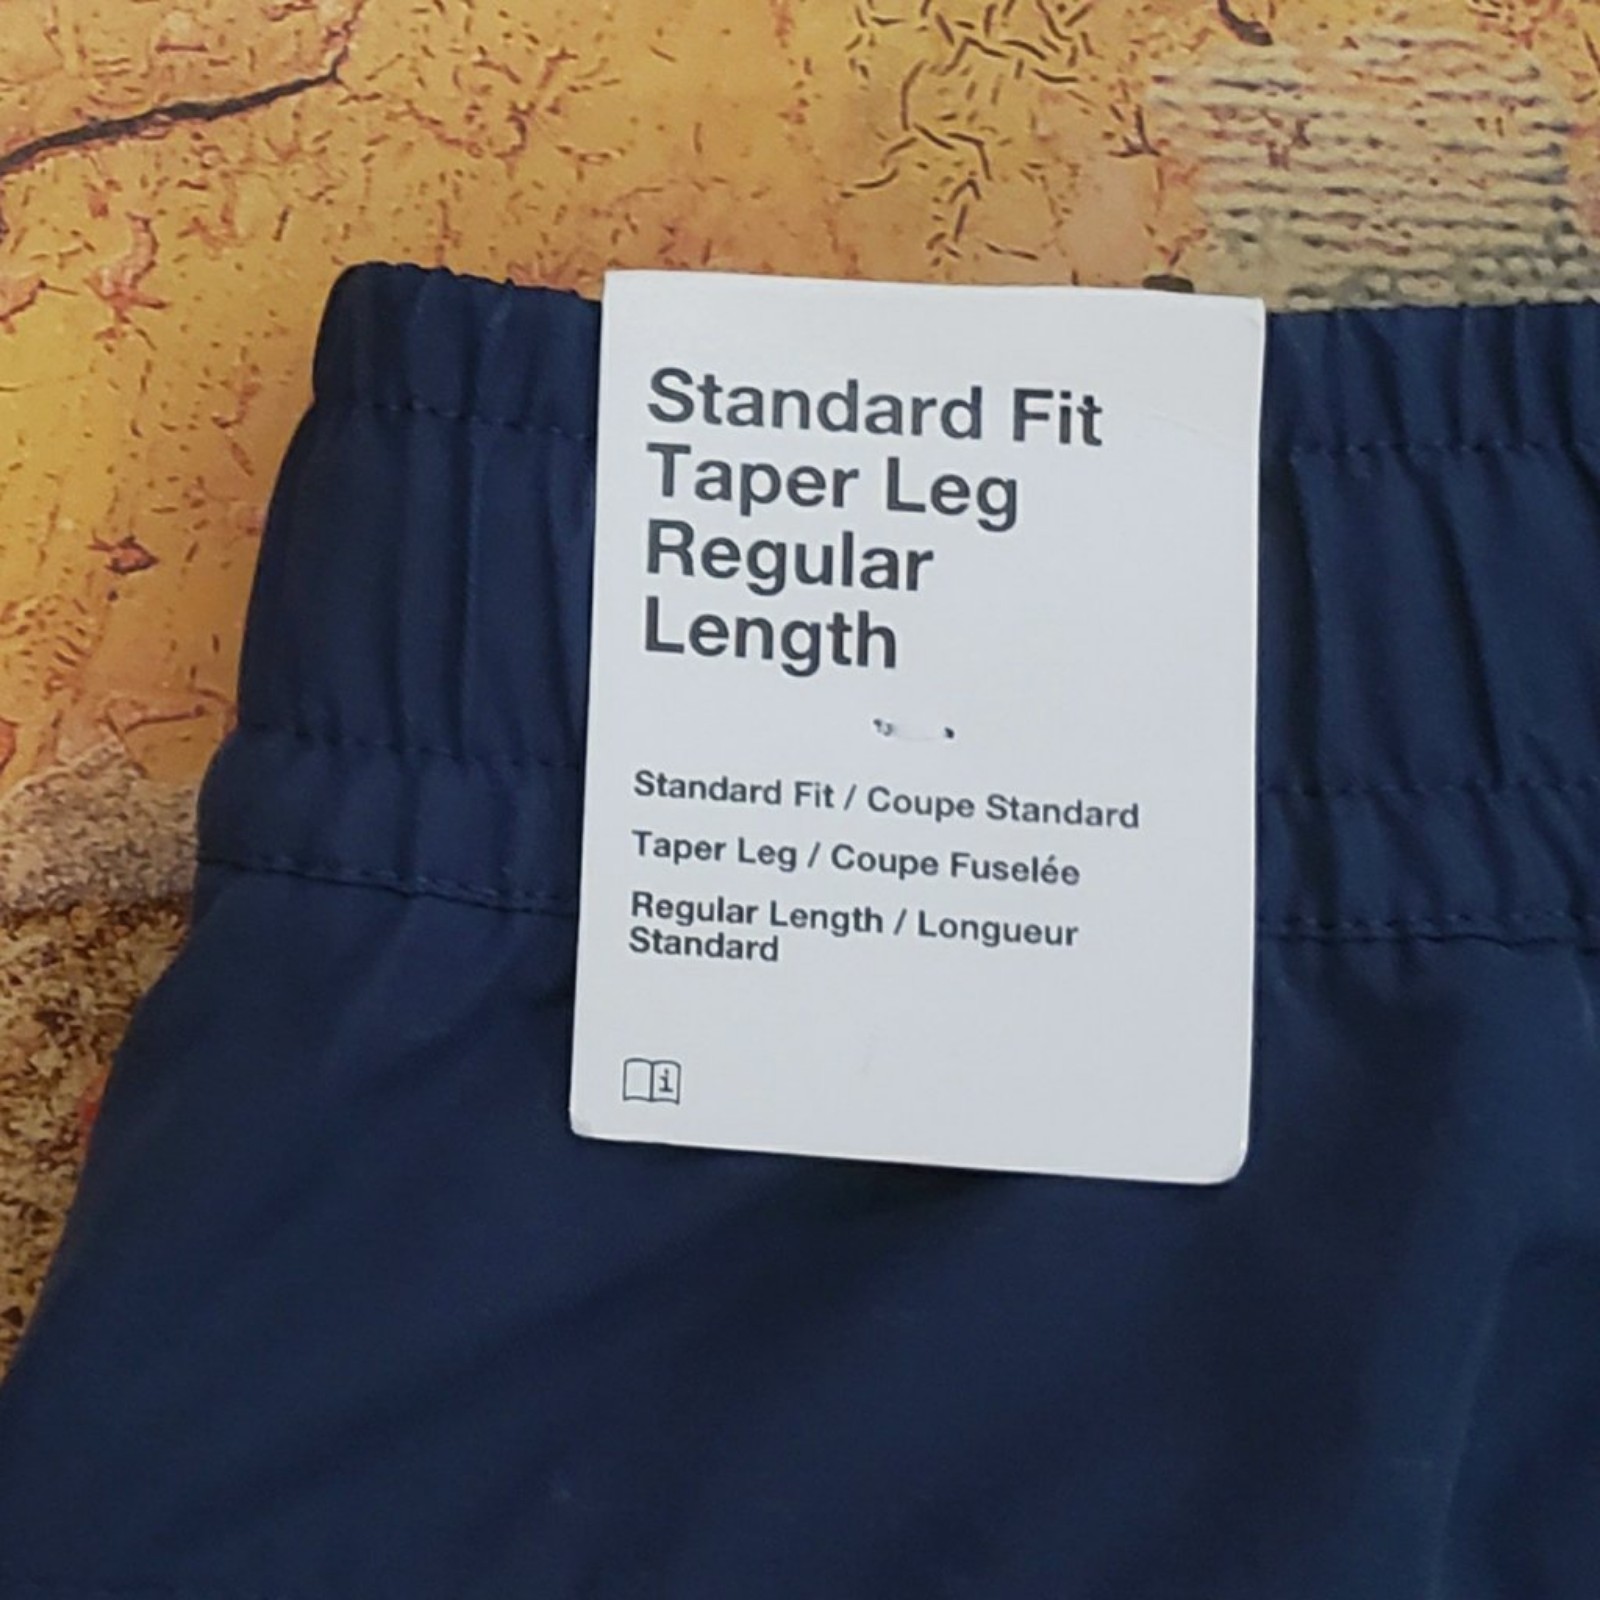 Standard Fit
Taper Leg
Regular
Length
Standard Fit / Coupe Standard
Taper Leg / Coupe Fuselée
Regular Length / Longueur
Standard
i